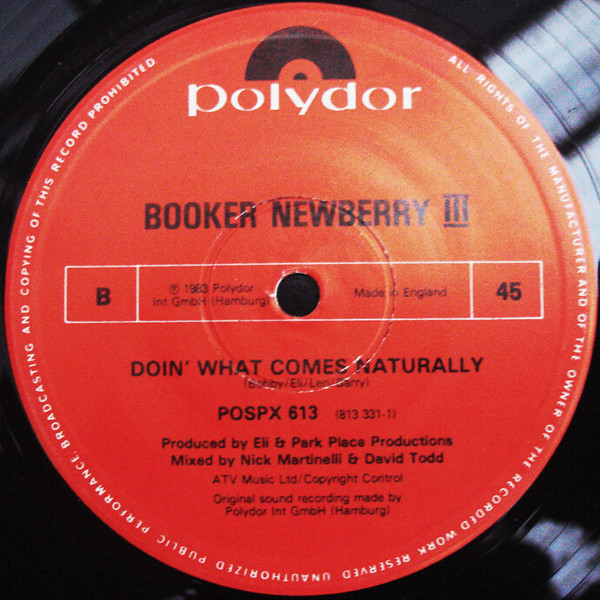 polydor
BOOKER NEWBERRY III
B
℗ 1983 Polydor
Int GmbH (Hamburg)
Made in England
45
DOIN' WHAT COMES NATURALLY
(Bobby/Eli/Len/Barry)
POSPX 613 (813 331-1)
Produced by Eli & Park Place Productions
Mixed by Nick Martinelli & David Todd
ATV Music Ltd/Copyright Control
Original sound recording made by
Polydor Int GmbH (Hamburg)
ALL RIGHTS OF THE MANUFACTURER AND OF THE OWNER OF THE RECORDED WORK RESERVED UNAUTHORIZED PUBLIC PERFORMANCE, BROADCASTING AND COPYING OF THIS RECORD PROHIBITED